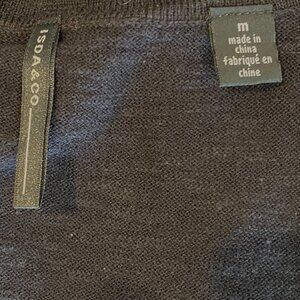 ISDA & CO
m
made in
china
fabriqué en
chine